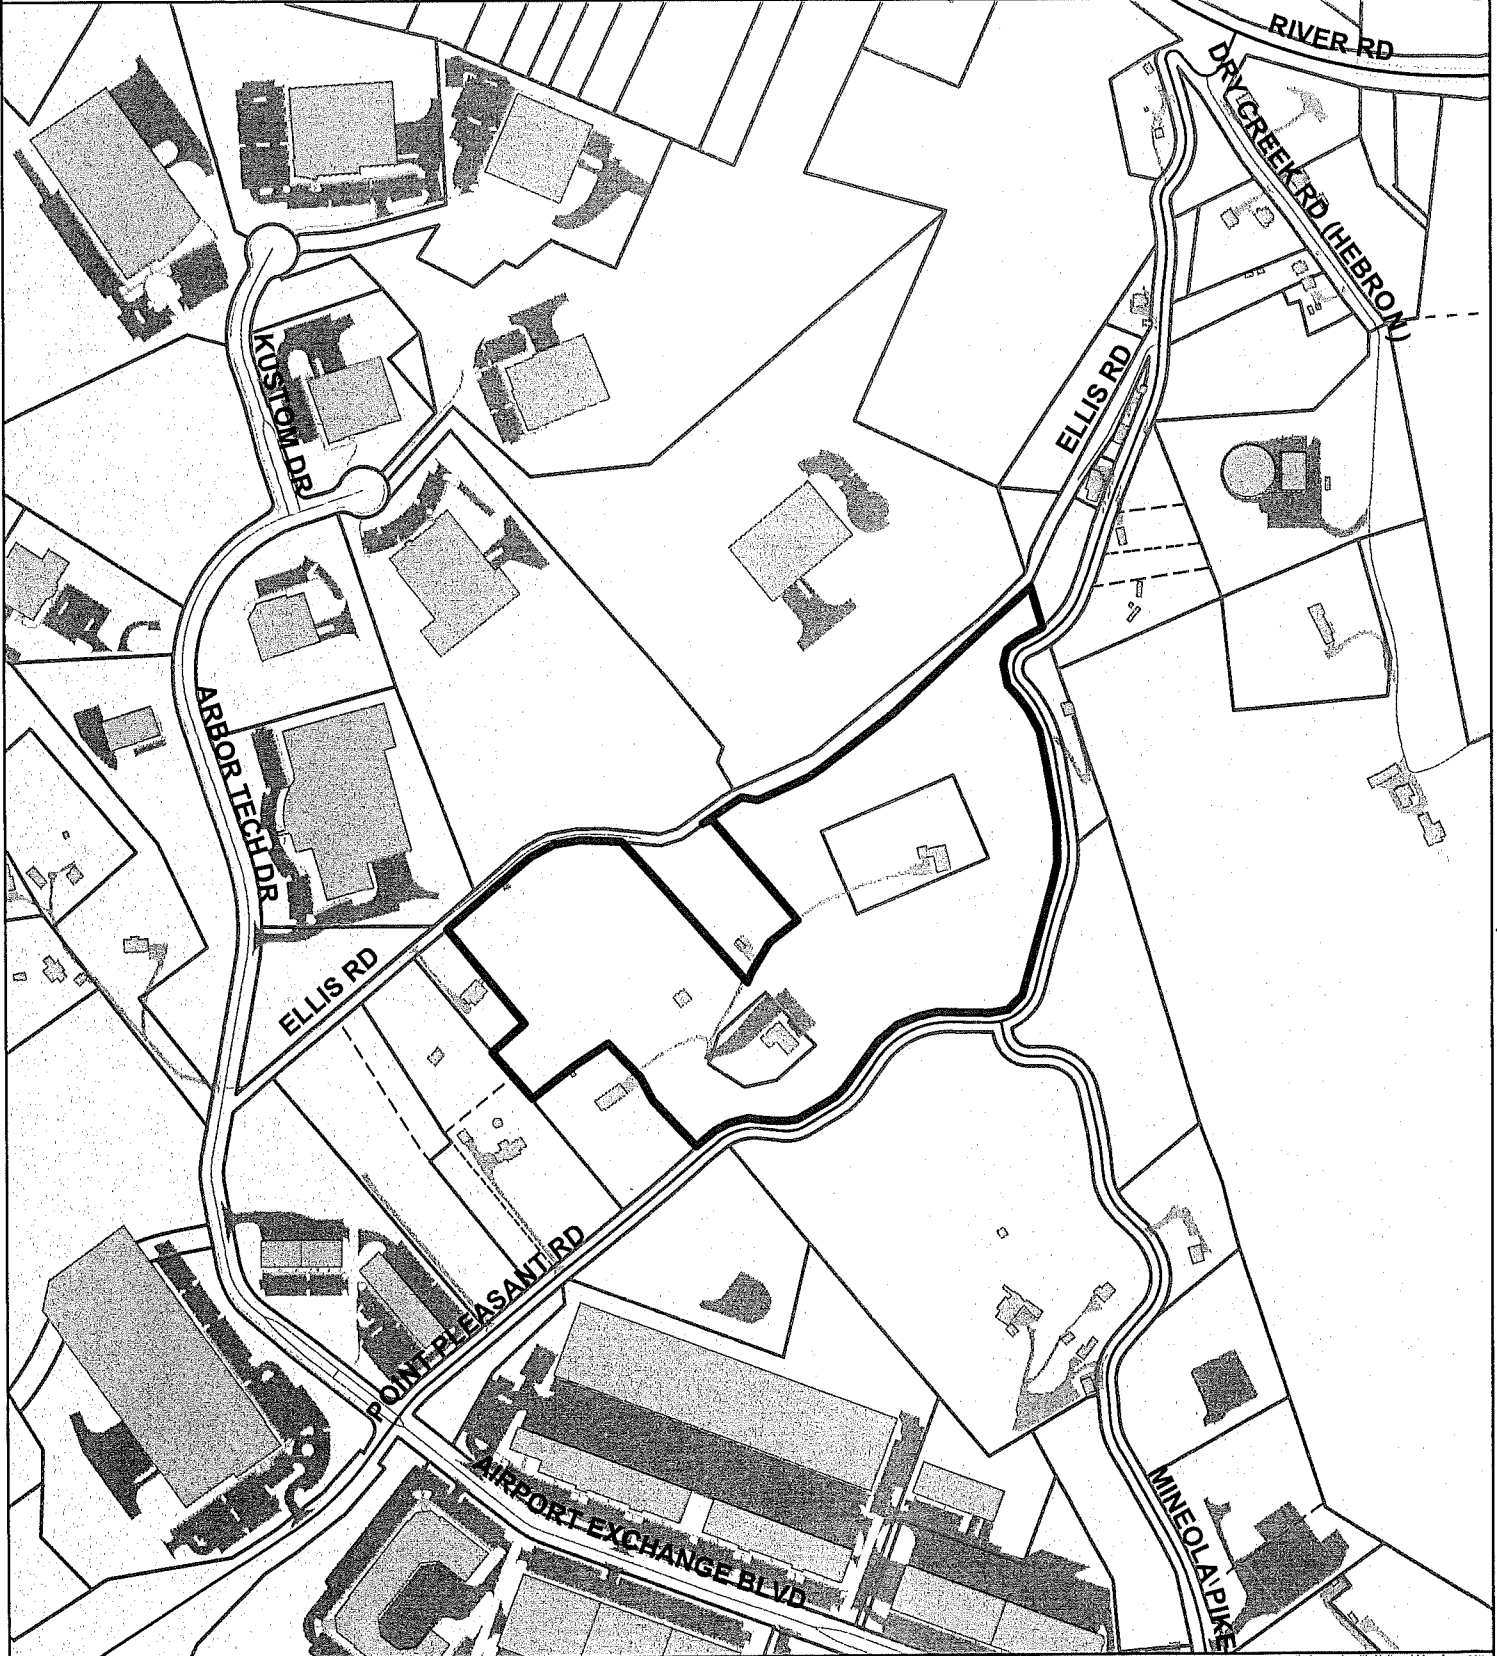 RIVER RD
DRY CREEK RD (HEBRON)
KUSTOM DR
ELLIS RD
ARBOR TECH DR
ELLIS RD
POINT PLEASANT RD
AIRPORT EXCHANGE BLVD
MINEOLA PIKE